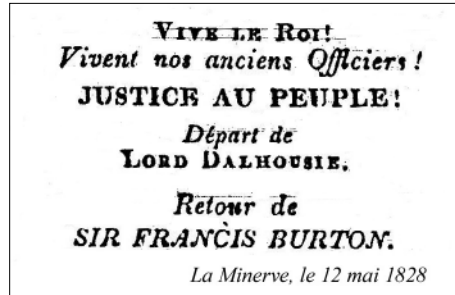 VIVE LE ROI!
Vivent nos anciens Officiers !
JUSTICE AU PEUPLE!
Départ de
LORD DALHOUSIE.
Retour de
SIR FRANCIS BURTON.
La Minerve, le 12 mai 1828